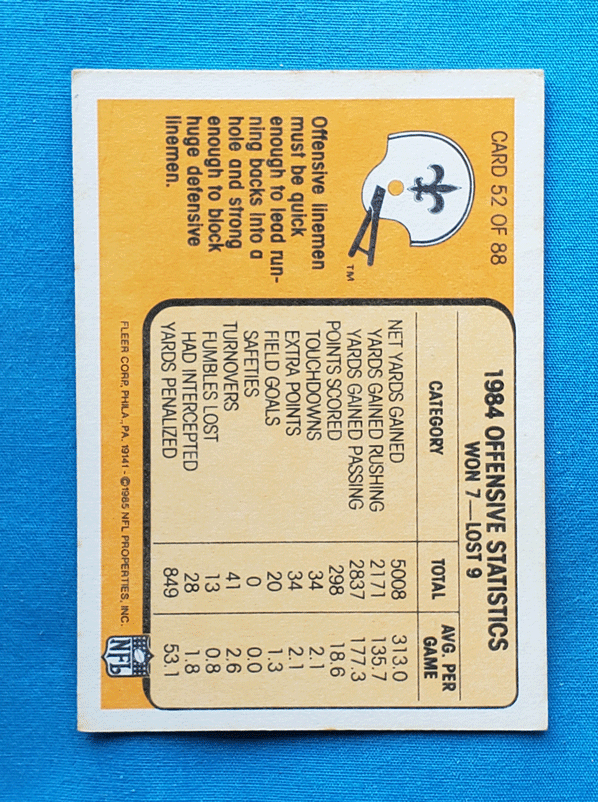 CARD 52 OF 88
TM
Offensive linemen
must be quick
enough to lead run-
ning backs into a
hole and strong
enough to block
huge defensive
linemen.
1984 OFFENSIVE STATISTICS
WON 7—LOST 9
CATEGORY TOTAL AVG. PER GAME
NET YARDS GAINED 5008 313.0
YARDS GAINED RUSHING 2171 135.7
YARDS GAINED PASSING 2837 177.3
POINTS SCORED 298 18.6
TOUCHDOWNS 34 2.1
EXTRA POINTS 34 2.1
FIELD GOALS 20 1.3
SAFETIES 0 0.0
TURNOVERS 41 2.6
FUMBLES LOST 13 0.8
HAD INTERCEPTED 28 1.8
YARDS PENALIZED 849 53.1
FLEER CORP., PHILA., PA. 19141 - ©1985 NFL PROPERTIES, INC.
NFL